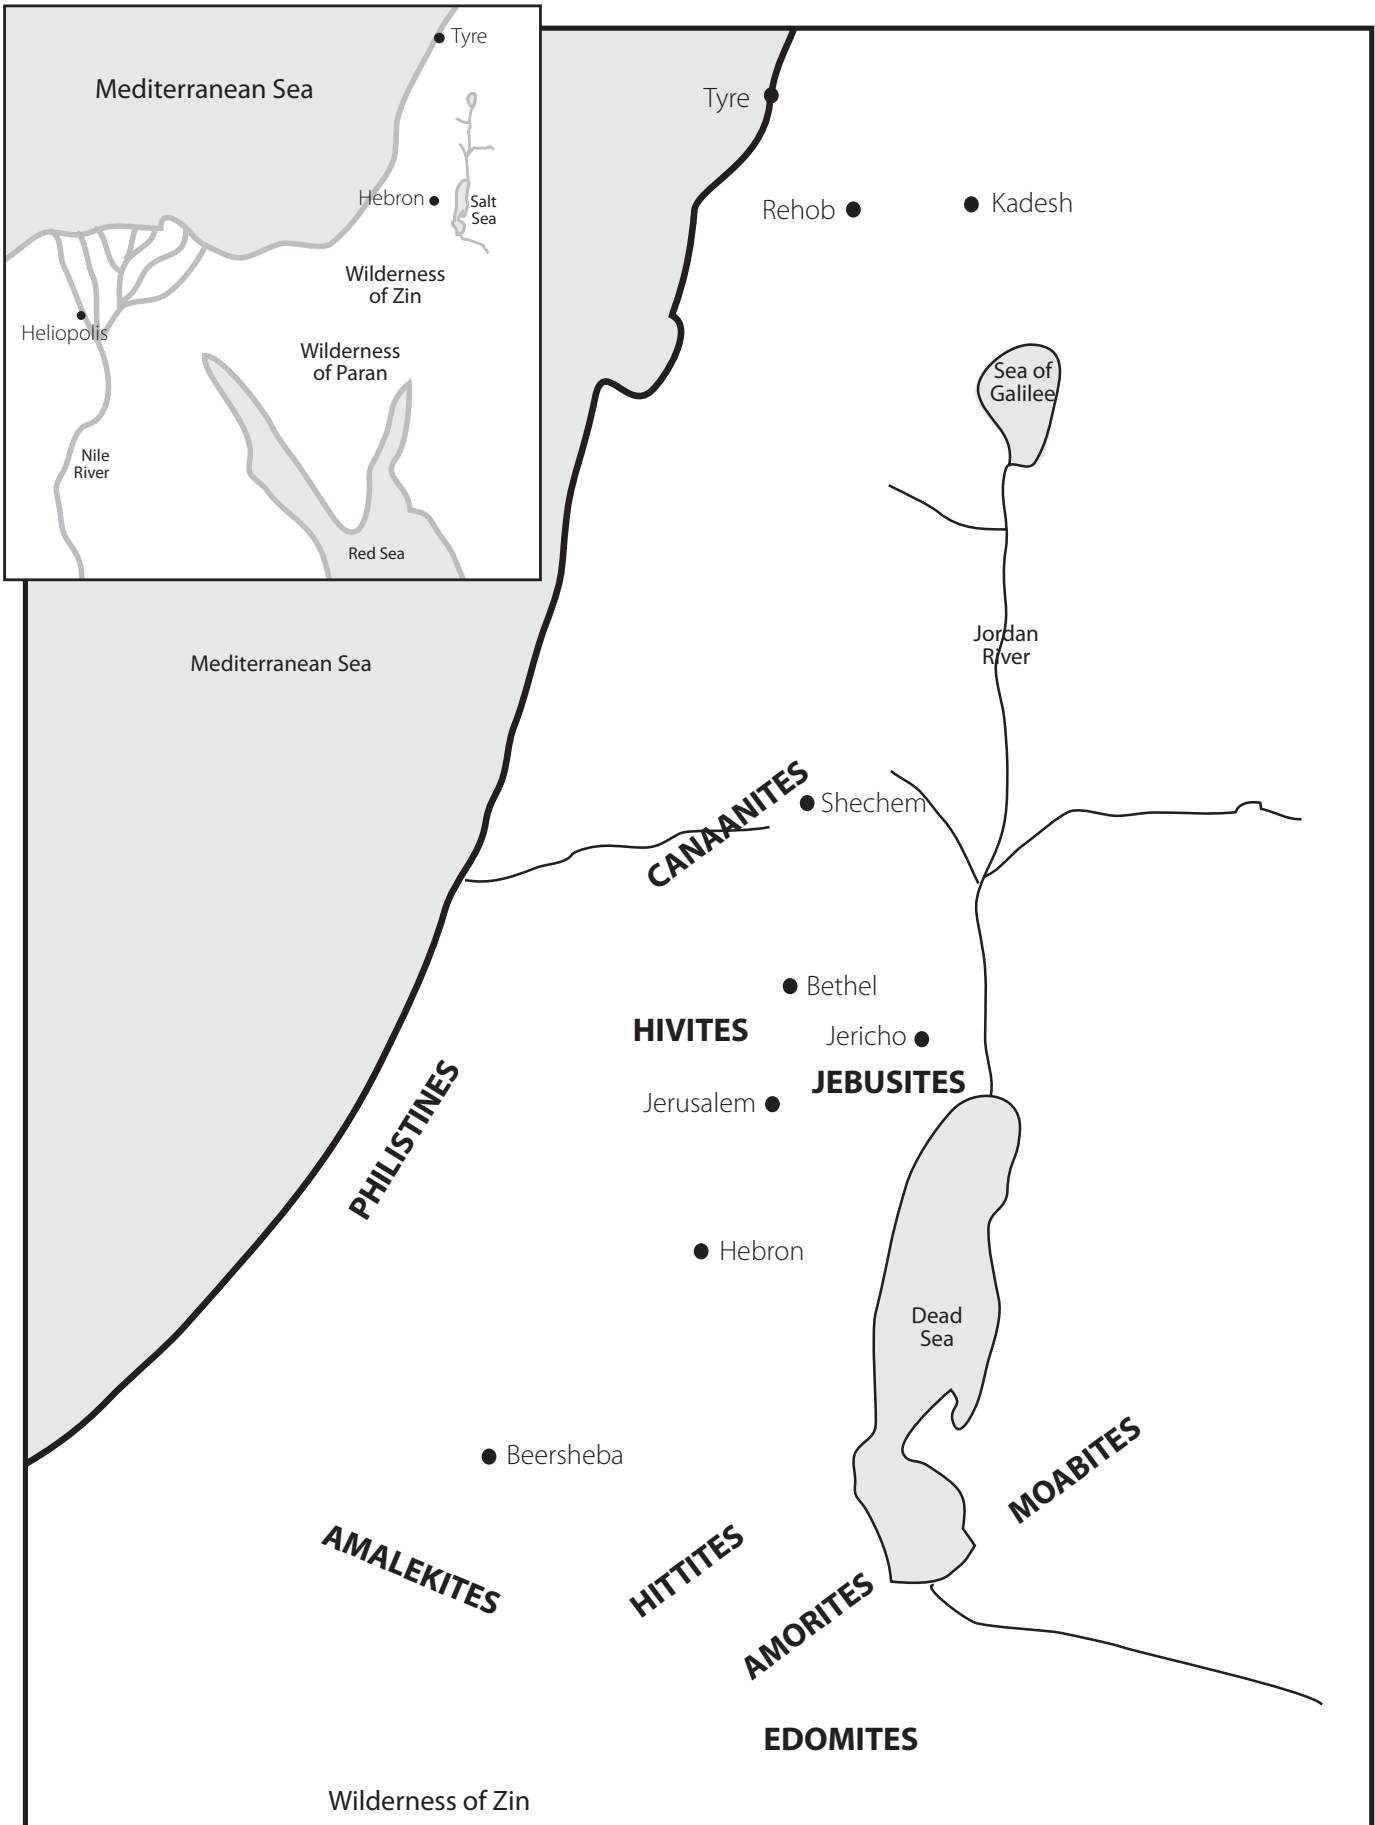 Tyre
Mediterranean Sea
Hebron
Salt
Sea
Wilderness
of Zin
Heliopolis
Wilderness
of Paran
Nile
River
Red Sea
Tyre
Rehob
Kadesh
Sea of
Galilee
Jordan
River
Mediterranean Sea
CANAANITES
Shechem
Bethel
HIVITES
Jericho
JEBUSITES
Jerusalem
PHILISTINES
Hebron
Dead
Sea
Beersheba
MOABITES
AMALEKITES
HITTITES
AMORITES
EDOMITES
Wilderness of Zin